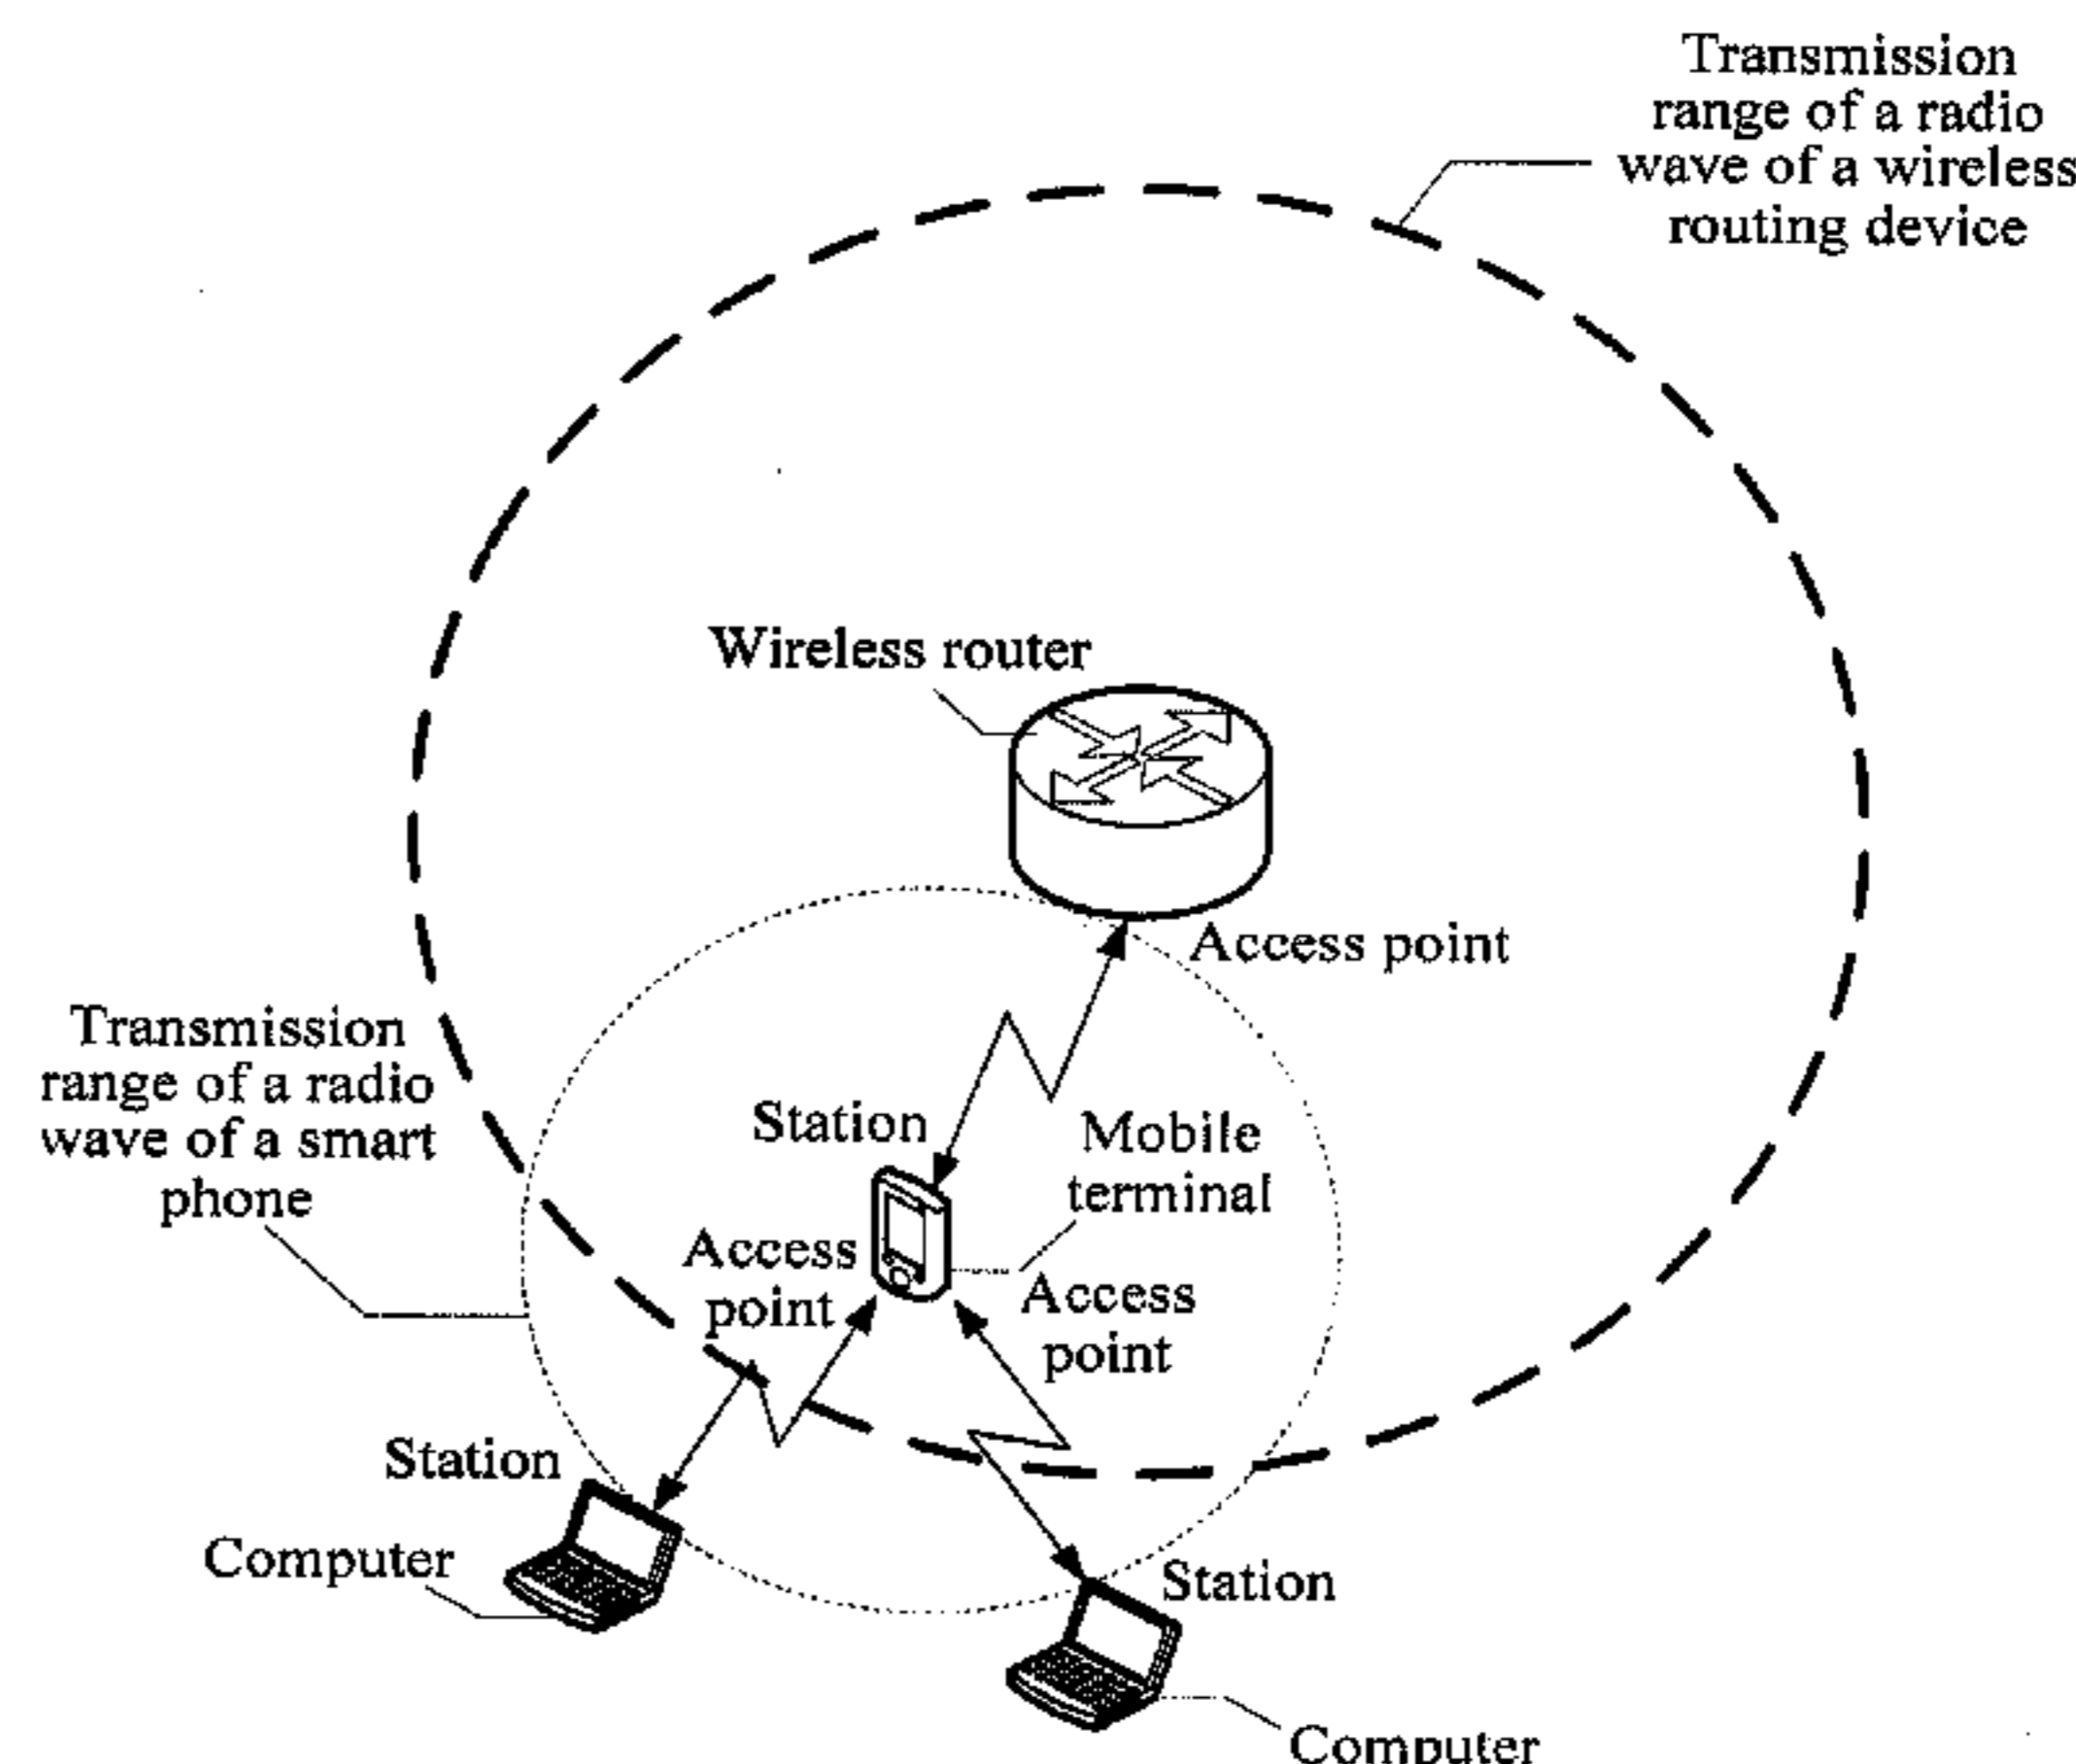 Transmission
range of a radio
wave of a wireless
routing device
Wireless router
Access point
Transmission
range of a radio
wave of a smart
phone
Station
Mobile
terminal
Access
point
Access
point
Station
Computer
Station
Computer